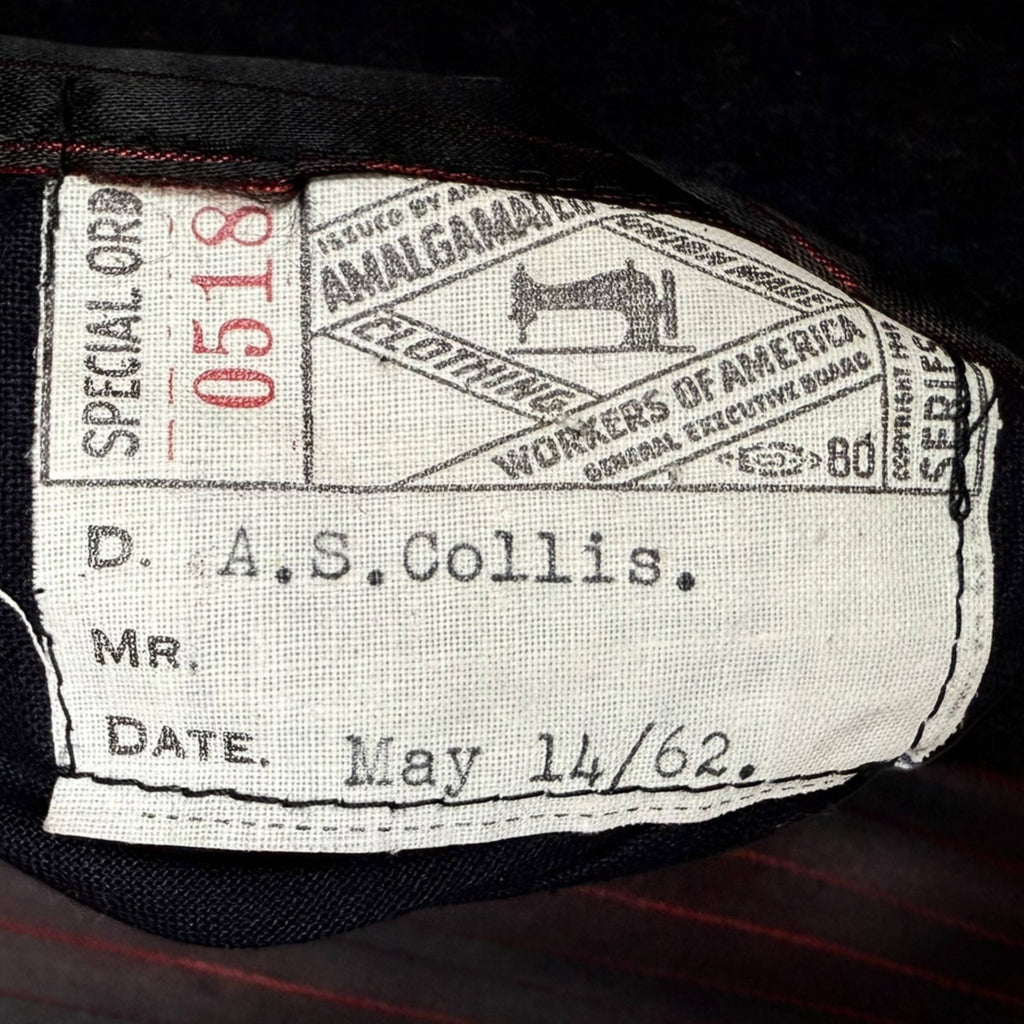 SPECIAL ORD
0518
ISSUED BY
AMALGAMATED
CLOTHING
WORKERS OF AMERICA
GENERAL EXECUTIVE BOARD
80
COPYRIGHT
SERIES
D. A.S.Collis.
MR.
DATE. May 14/62.